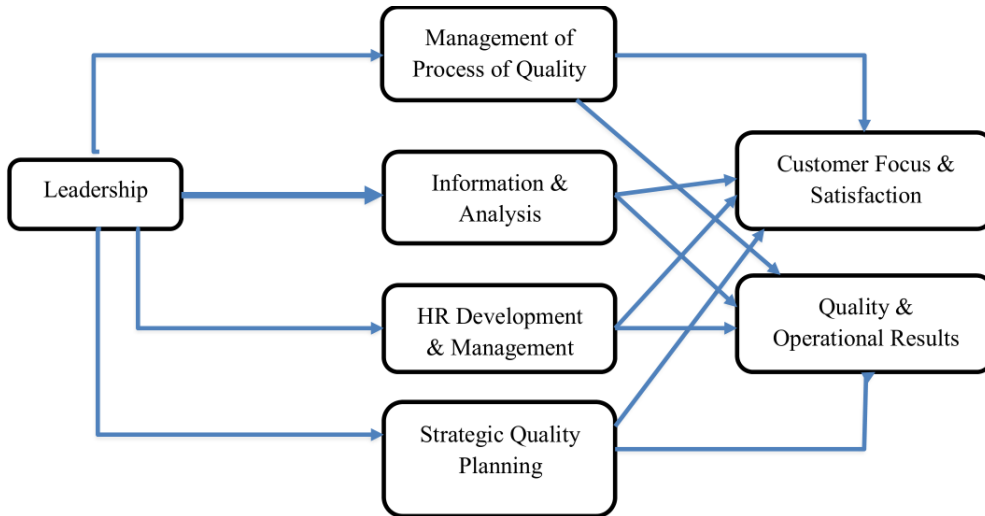 Management of
Process of Quality
Leadership
Information &
Analysis
Customer Focus &
Satisfaction
HR Development
& Management
Quality &
Operational Results
Strategic Quality
Planning